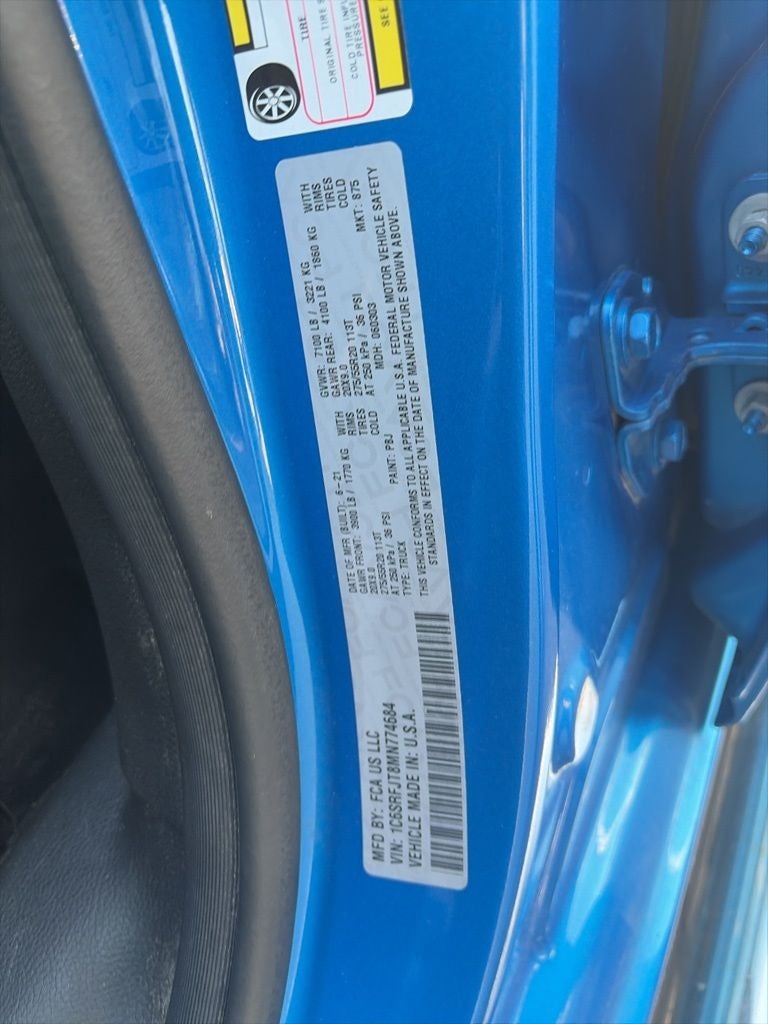 TIRE
ORIGINAL TIRE
COLD TIRE
PRESSURE
SEE
MFD BY: FCA US LLC
VIN: 1C6SRFJT8MN774684
VEHICLE MADE IN: U.S.A.
DATE OF MFR (BUILT): 6-21 GVWR: 7100 LB / 3221 KG
GAWR FRONT: 3900 LB / 1770 KG WITH GAWR REAR: 4100 LB / 1860 KG WITH
20X9.0 RIMS 20X9.0 RIMS
275/55R20 113T TIRES 275/55R20 113T TIRES
AT 250 kPa / 36 PSI COLD AT 250 kPa / 36 PSI COLD
TYPE: TRUCK PAINT: PBJ MDH: 060303 MKT: 875
THIS VEHICLE CONFORMS TO ALL APPLICABLE U.S.A. FEDERAL MOTOR VEHICLE SAFETY
STANDARDS IN EFFECT ON THE DATE OF MANUFACTURE SHOWN ABOVE.